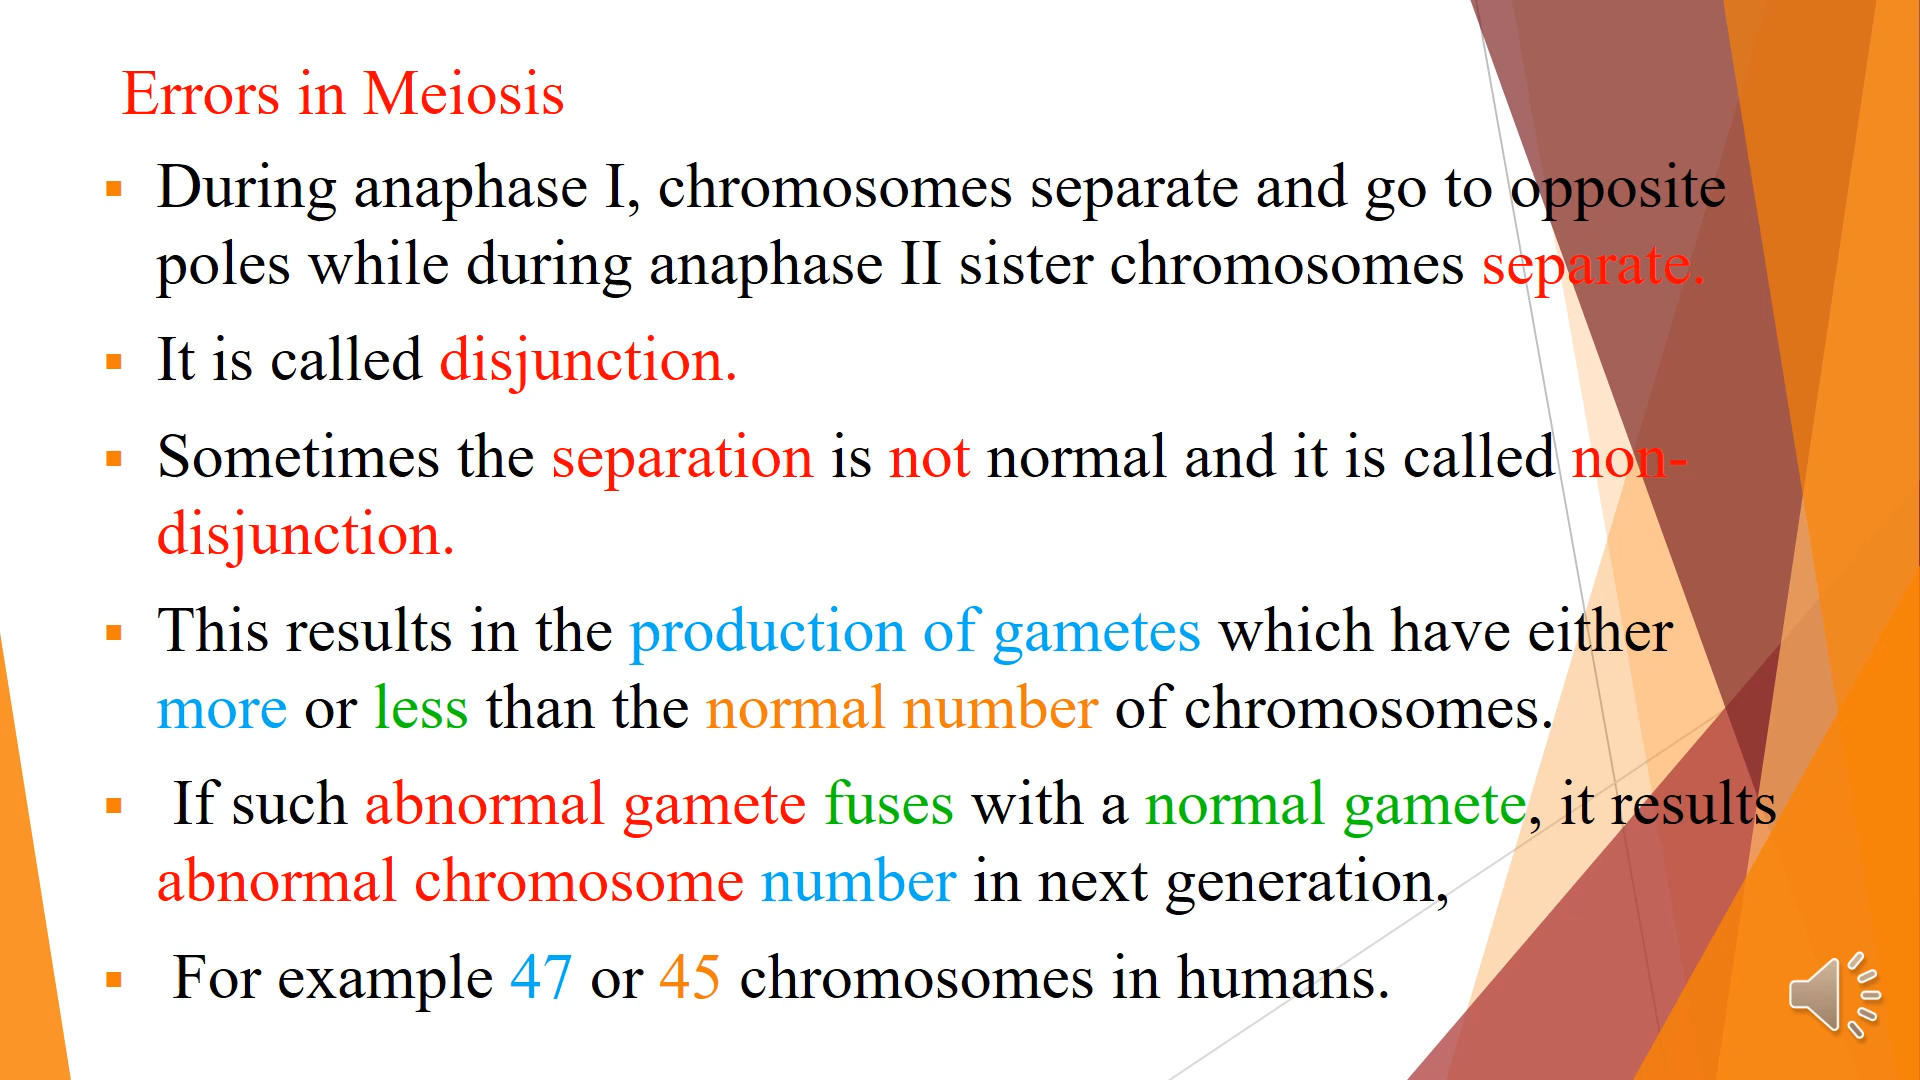 Errors in Meiosis
▪ During anaphase I, chromosomes separate and go to opposite
poles while during anaphase II sister chromosomes separate.
▪ It is called disjunction.
▪ Sometimes the separation is not normal and it is called non-
disjunction.
▪ This results in the production of gametes which have either
more or less than the normal number of chromosomes.
▪ If such abnormal gamete fuses with a normal gamete, it results
abnormal chromosome number in next generation,
▪ For example 47 or 45 chromosomes in humans.